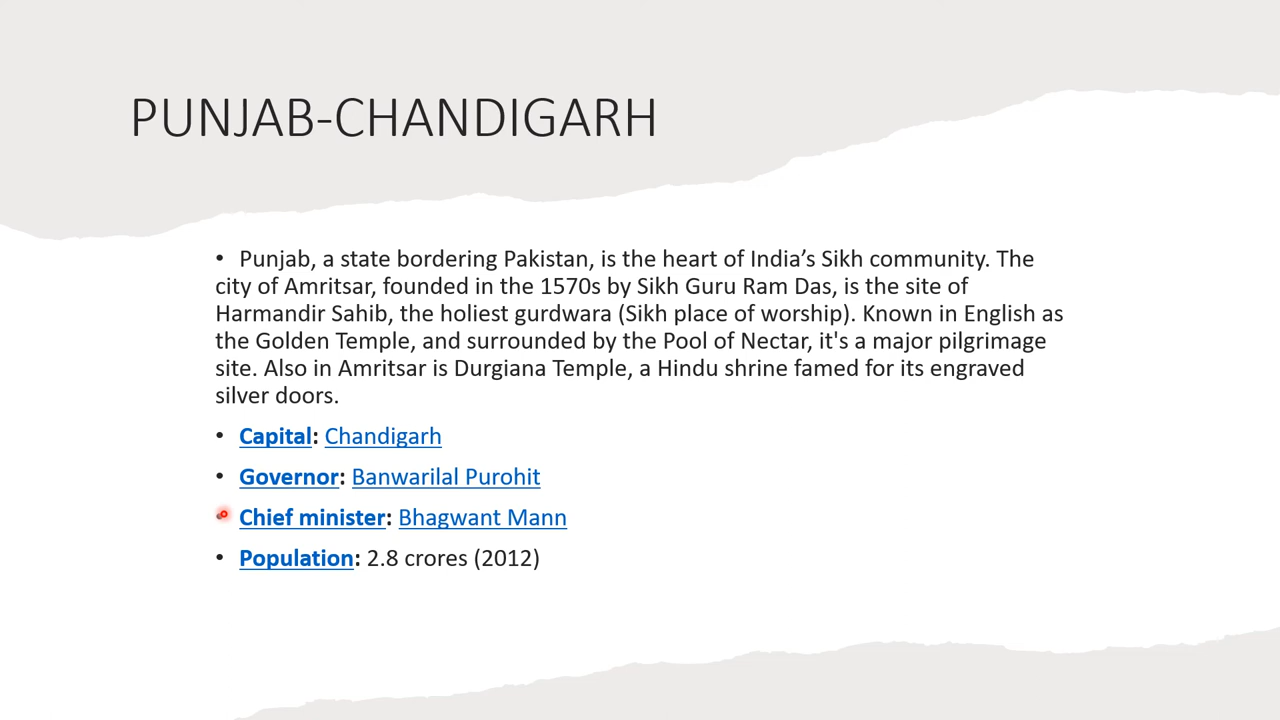 PUNJAB-CHANDIGARH
• Punjab, a state bordering Pakistan, is the heart of India’s Sikh community. The
city of Amritsar, founded in the 1570s by Sikh Guru Ram Das, is the site of
Harmandir Sahib, the holiest gurdwara (Sikh place of worship). Known in English as
the Golden Temple, and surrounded by the Pool of Nectar, it's a major pilgrimage
site. Also in Amritsar is Durgiana Temple, a Hindu shrine famed for its engraved
silver doors.
• Capital: Chandigarh
• Governor: Banwarilal Purohit
• Chief minister: Bhagwant Mann
• Population: 2.8 crores (2012)